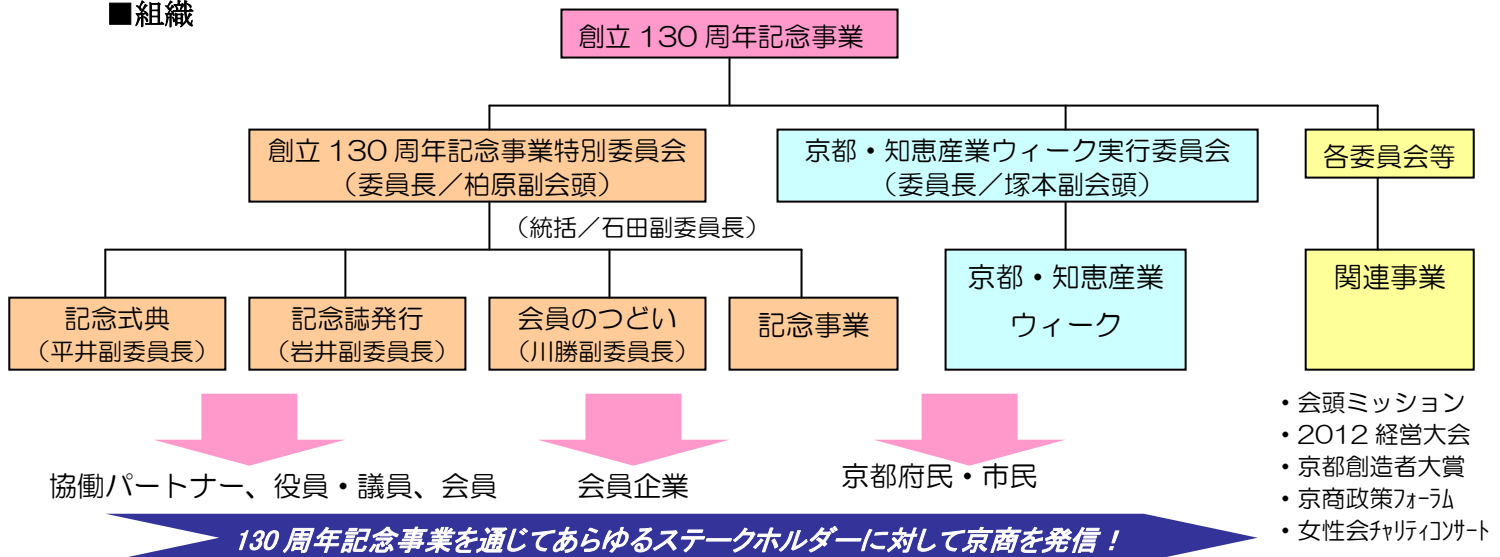 ■組織
創立 130 周年記念事業
創立 130 周年記念事業特別委員会
（委員長／柏原副会頭）
京都・知恵産業ウィーク実行委員会
（委員長／塚本副会頭）
各委員会等
（統括／石田副委員長）
記念式典
（平井副委員長）
記念誌発行
（岩井副委員長）
会員のつどい
（川勝副委員長）
記念事業
京都・知恵産業
ウィーク
関連事業
協働パートナー、役員・議員、会員
会員企業
京都府民・市民
・会頭ミッション
・2012 経営大会
・京都創造者大賞
・京商政策ﾌｫｰﾗﾑ
・女性会ﾁｬﾘﾃｨｺﾝｻｰﾄ
130 周年記念事業を通じてあらゆるステークホルダーに対して京商を発信！